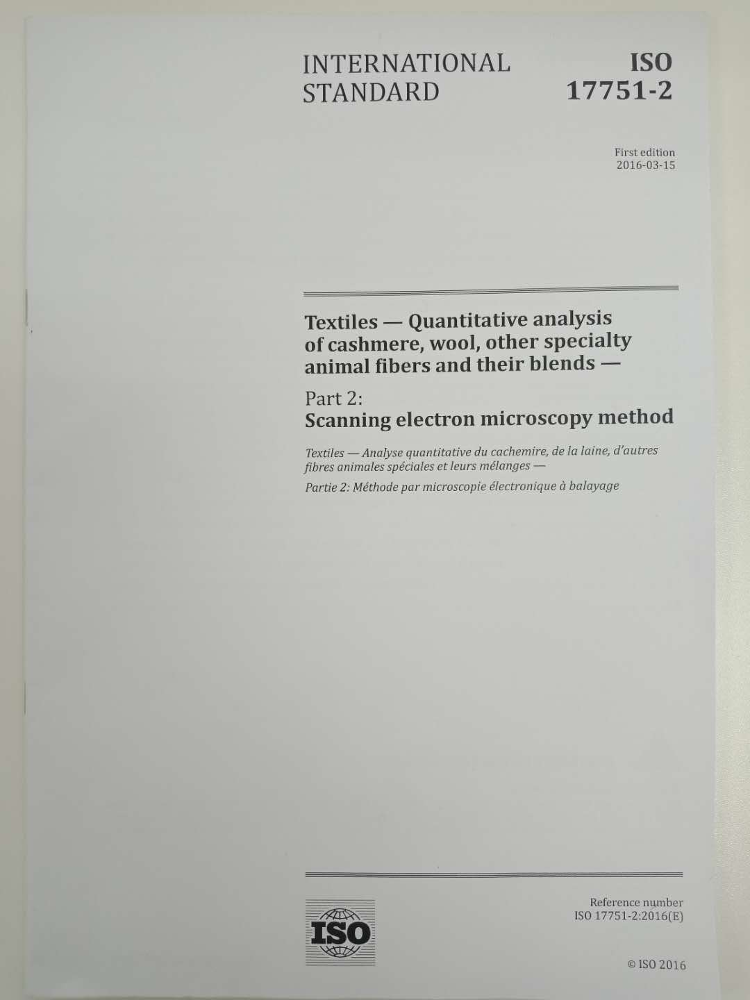 INTERNATIONAL
STANDARD
ISO
17751-2
First edition
2016-03-15
Textiles — Quantitative analysis
of cashmere, wool, other specialty
animal fibers and their blends —
Part 2:
Scanning electron microscopy method
Textiles — Analyse quantitative du cachemire, de la laine, d’autres
fibres animales spéciales et leurs mélanges —
Partie 2: Méthode par microscopie électronique à balayage
ISO
Reference number
ISO 17751-2:2016(E)
© ISO 2016